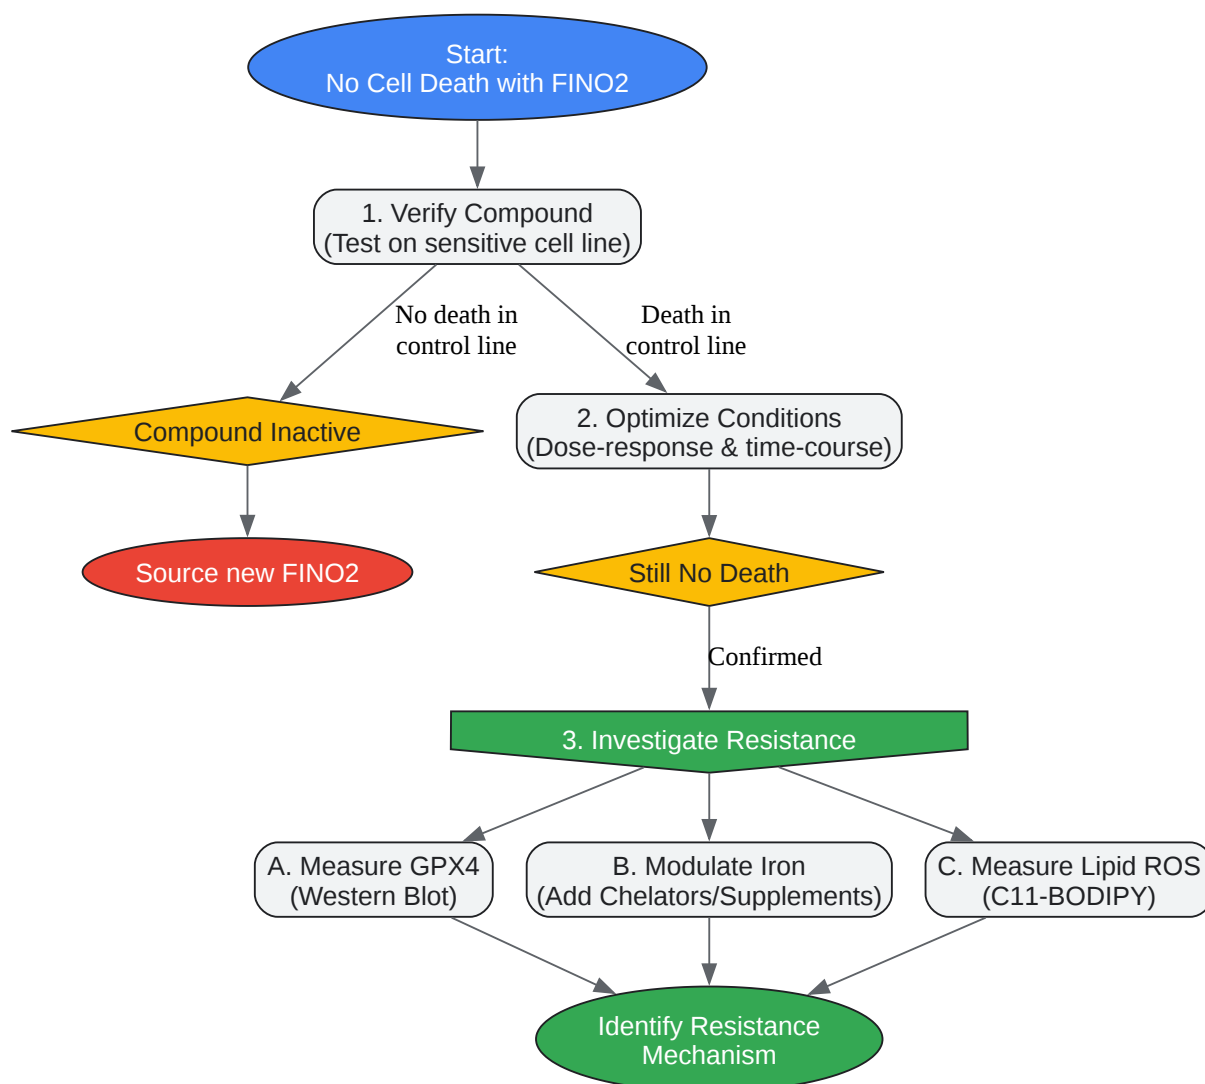 Start:
No Cell Death with FINO2
1. Verify Compound
(Test on sensitive cell line)
No death in
control line
Death in
control line
Compound Inactive
2. Optimize Conditions
(Dose-response & time-course)
Source new FINO2
Still No Death
Confirmed
3. Investigate Resistance
A. Measure GPX4
(Western Blot)
B. Modulate Iron
(Add Chelators/Supplements)
C. Measure Lipid ROS
(C11-BODIPY)
Identify Resistance
Mechanism